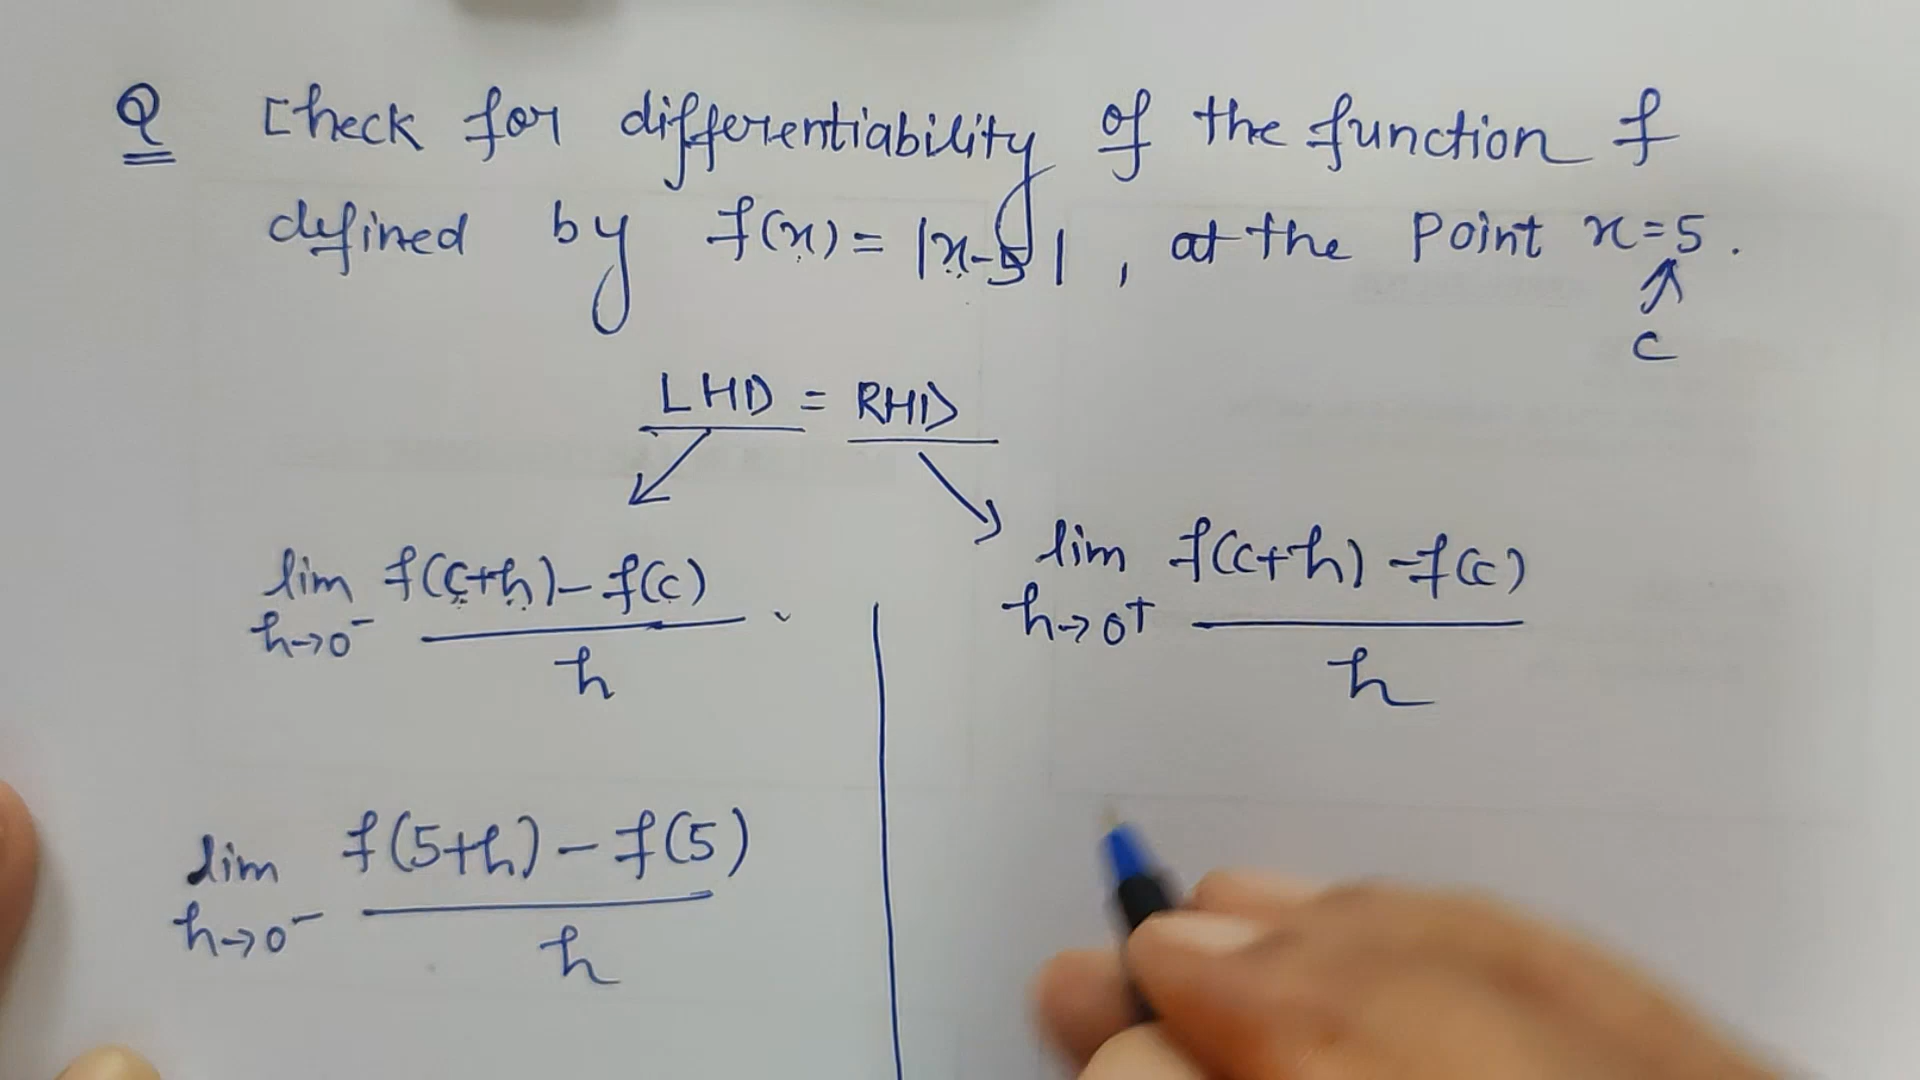 Q Check for differentiability of the function f
defined by f(x) = |x-5| , at the point x=5.
c
LHD = RHD
lim f(c+h) - f(c)
h→0⁻ h
lim f(c+h) - f(c)
h→0⁺ h
lim f(5+h) - f(5)
h→0⁻ h